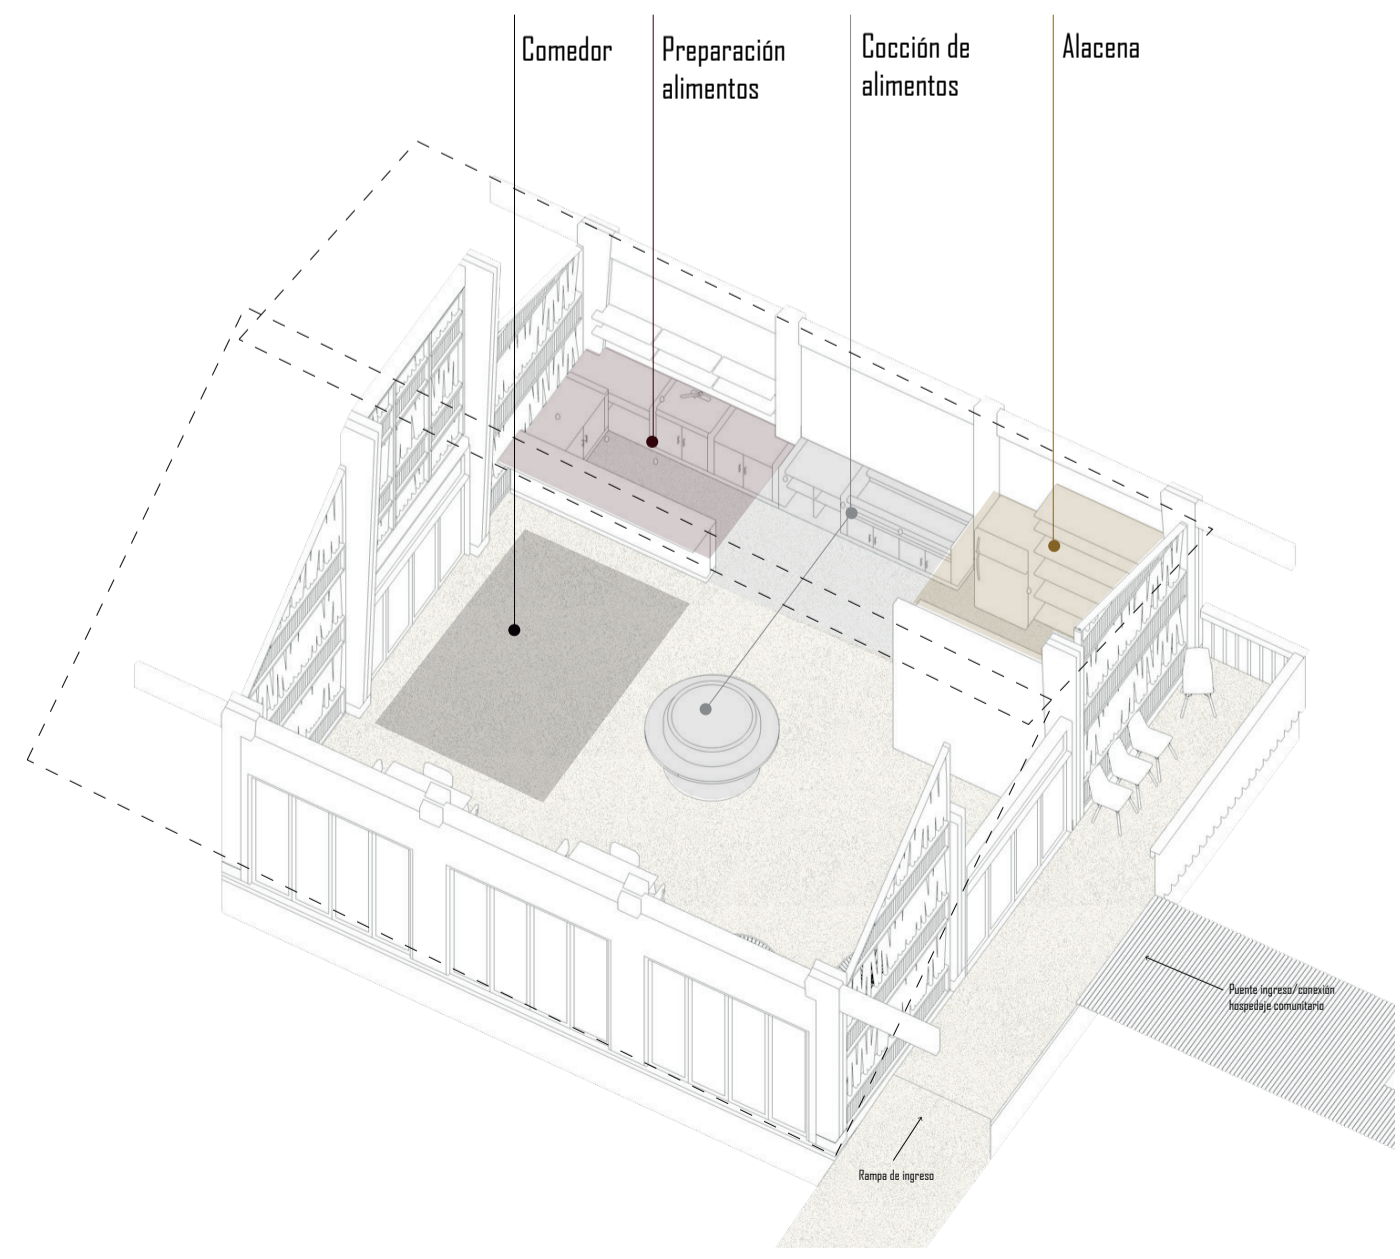 Comedor
Preparación
alimentos
Cocción de
alimentos
Alacena
Puente ingreso/conexión
hospedaje comunitario
Rampa de ingreso